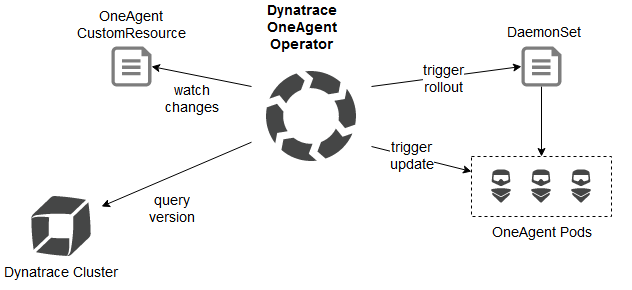 OneAgent
CustomResource
Dynatrace
OneAgent
Operator
DaemonSet
watch
changes
trigger
rollout
trigger
update
query
version
OneAgent Pods
Dynatrace Cluster